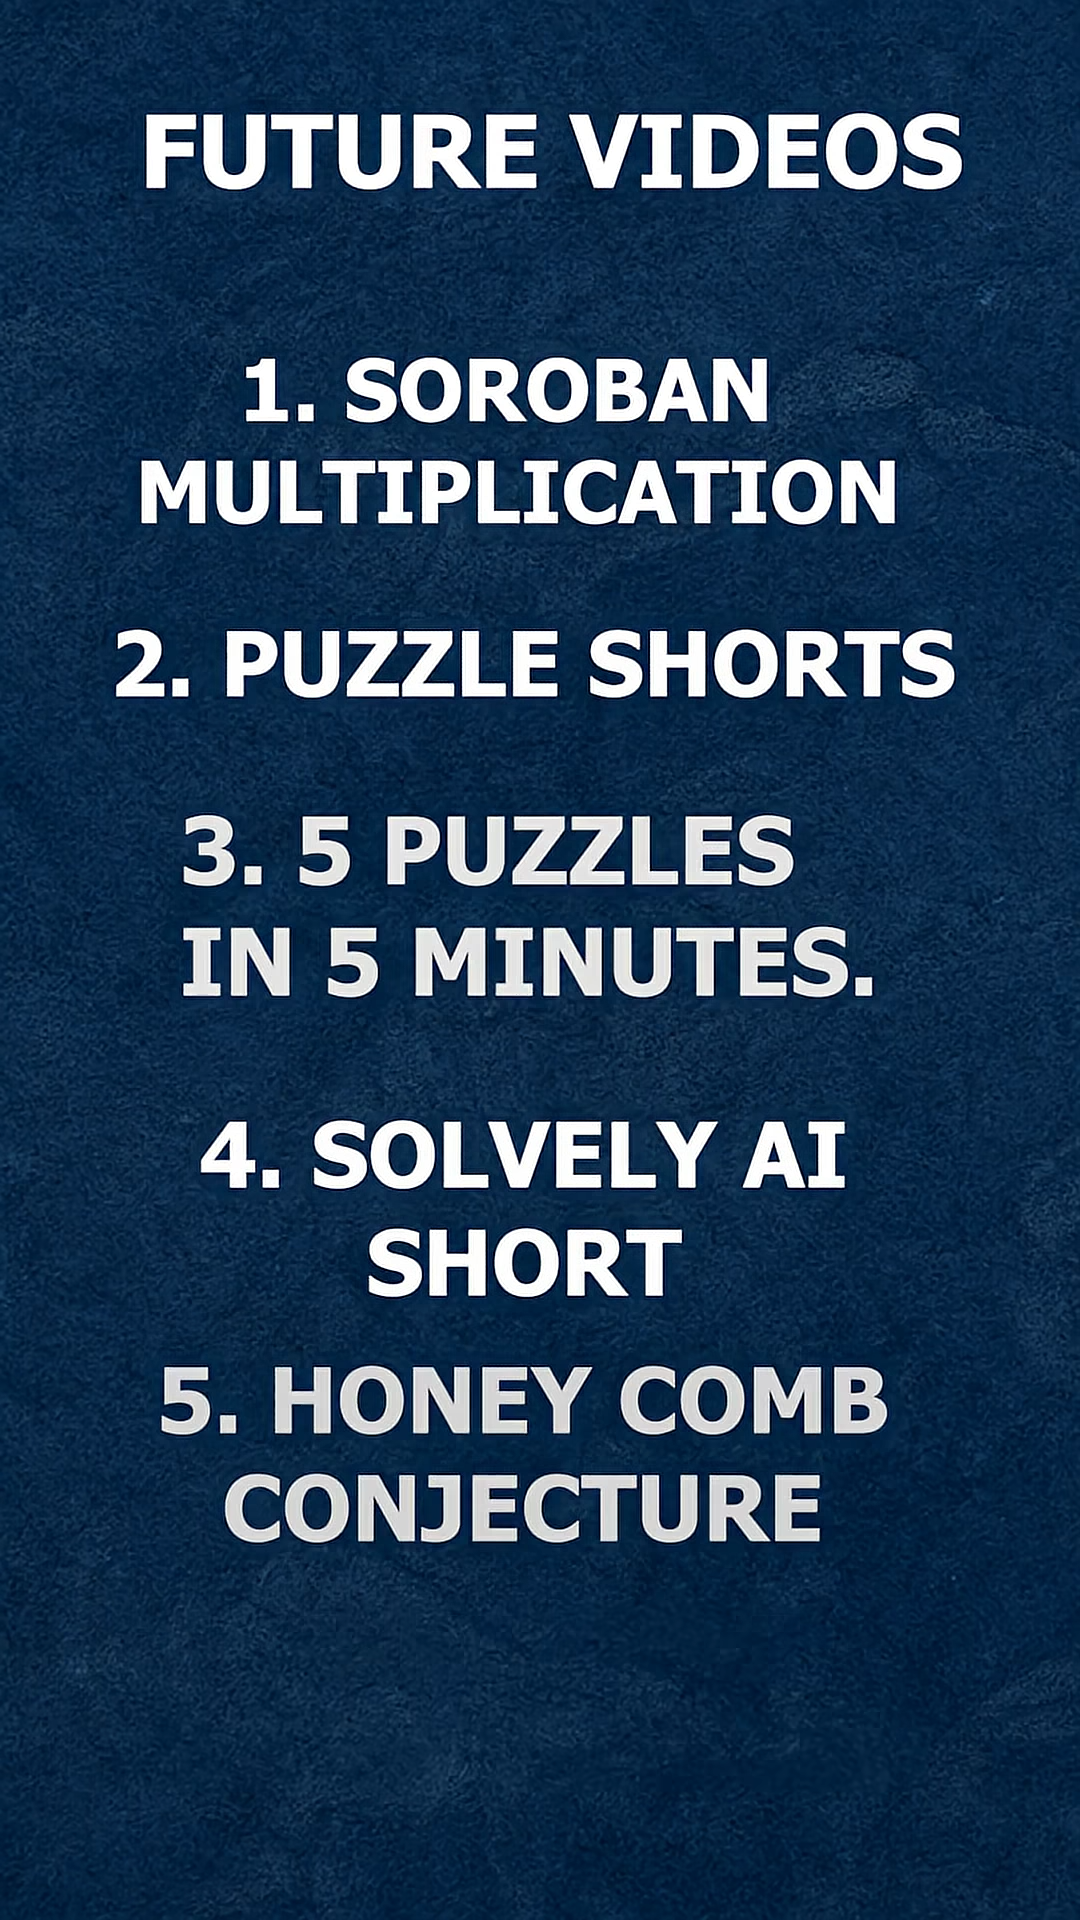 FUTURE VIDEOS
1. SOROBAN
MULTIPLICATION
2. PUZZLE SHORTS
3. 5 PUZZLES
IN 5 MINUTES.
4. SOLVELY AI
SHORT
5. HONEY COMB
CONJECTURE